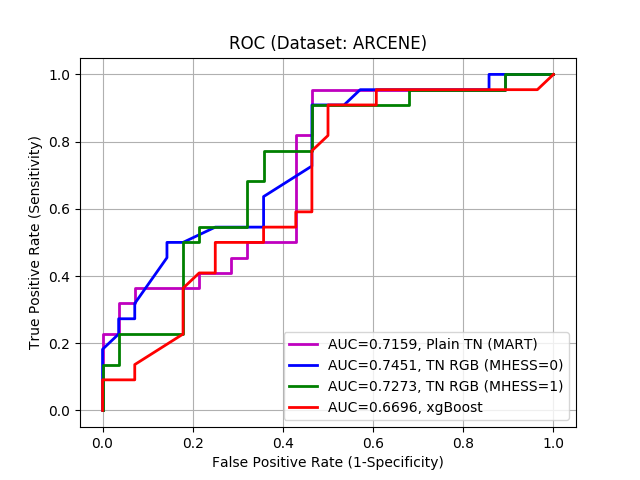 ROC (Dataset: ARCENE)
True Positive Rate (Sensitivity)
1.0
0.8
0.6
0.4
0.2
0.0
AUC=0.7159, Plain TN (MART)
AUC=0.7451, TN RGB (MHESS=0)
AUC=0.7273, TN RGB (MHESS=1)
AUC=0.6696, xgBoost
0.0 0.2 0.4 0.6 0.8 1.0
False Positive Rate (1-Specificity)